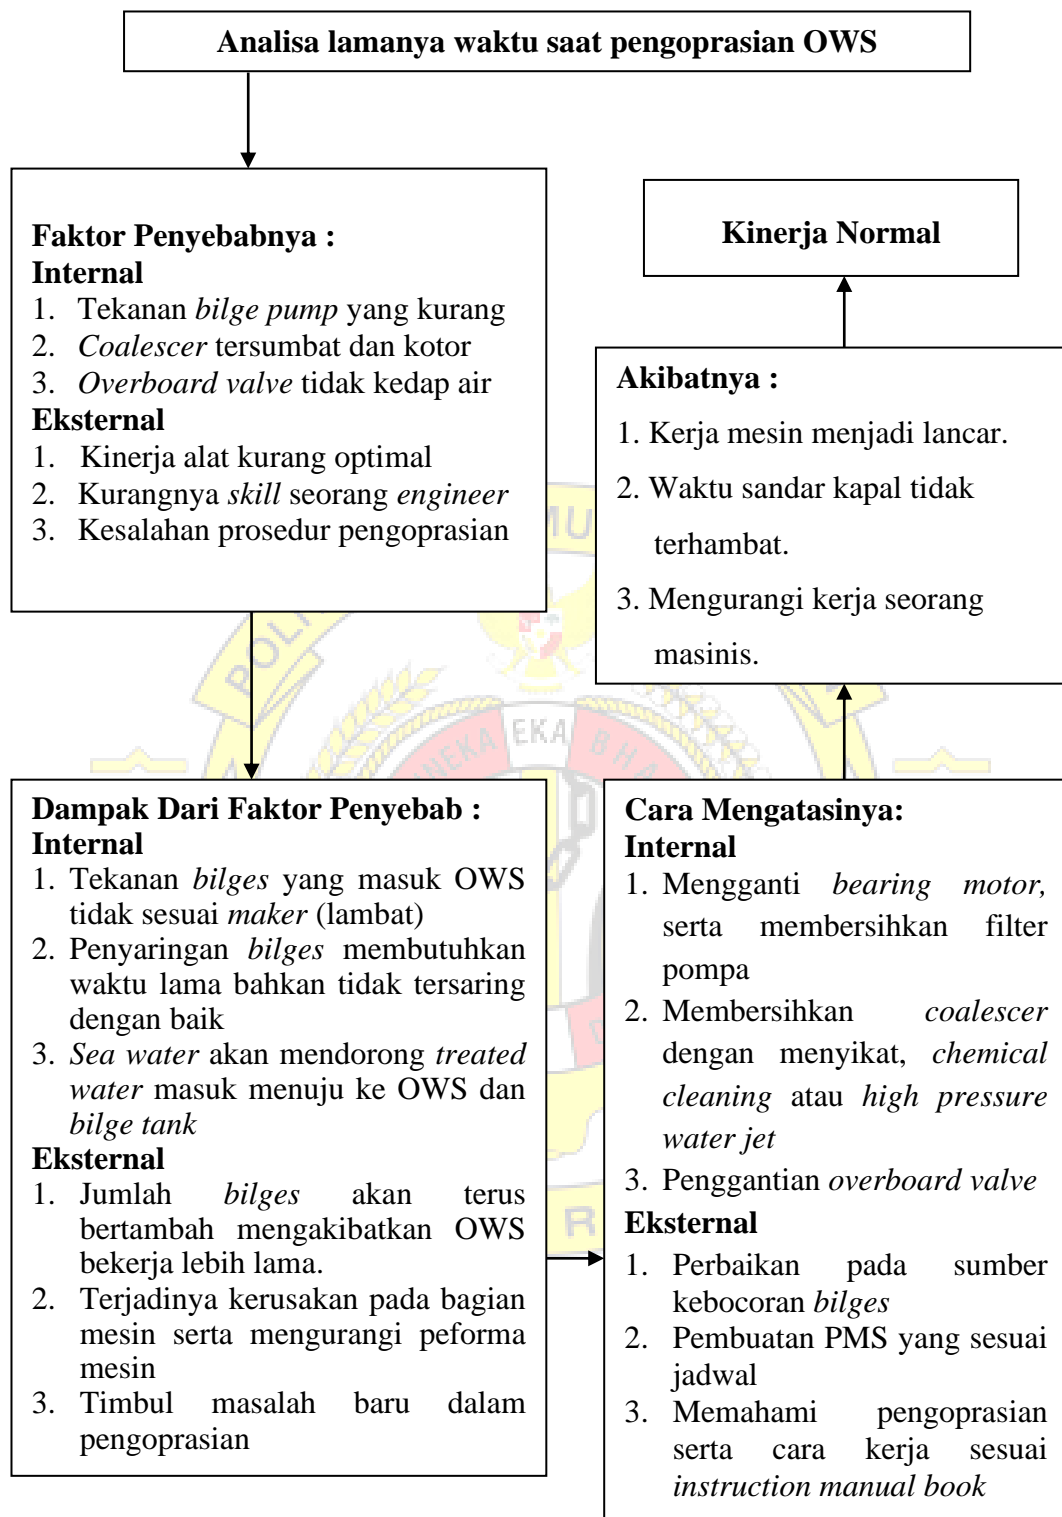 Analisa lamanya waktu saat pengoprasian OWS
Faktor Penyebabnya :
Internal
1. Tekanan bilge pump yang kurang
2. Coalescer tersumbat dan kotor
3. Overboard valve tidak kedap air
Eksternal
1. Kinerja alat kurang optimal
2. Kurangnya skill seorang engineer
3. Kesalahan prosedur pengoprasian
Dampak Dari Faktor Penyebab :
Internal
1. Tekanan bilges yang masuk OWS
tidak sesuai maker (lambat)
2. Penyaringan bilges membutuhkan
waktu lama bahkan tidak tersaring
dengan baik
3. Sea water akan mendorong treated
water masuk menuju ke OWS dan
bilge tank
Eksternal
1. Jumlah bilges akan terus
bertambah mengakibatkan OWS
bekerja lebih lama.
2. Terjadinya kerusakan pada bagian
mesin serta mengurangi peforma
mesin
3. Timbul masalah baru dalam
pengoprasian
Cara Mengatasinya:
Internal
1. Mengganti bearing motor,
serta membersihkan filter
pompa
2. Membersihkan coalescer
dengan menyikat, chemical
cleaning atau high pressure
water jet
3. Penggantian overboard valve
Eksternal
1. Perbaikan pada sumber
kebocoran bilges
2. Pembuatan PMS yang sesuai
jadwal
3. Memahami pengoprasian
serta cara kerja sesuai
instruction manual book
Akibatnya :
1. Kerja mesin menjadi lancar.
2. Waktu sandar kapal tidak
terhambat.
3. Mengurangi kerja seorang
masinis.
Kinerja Normal
EKA